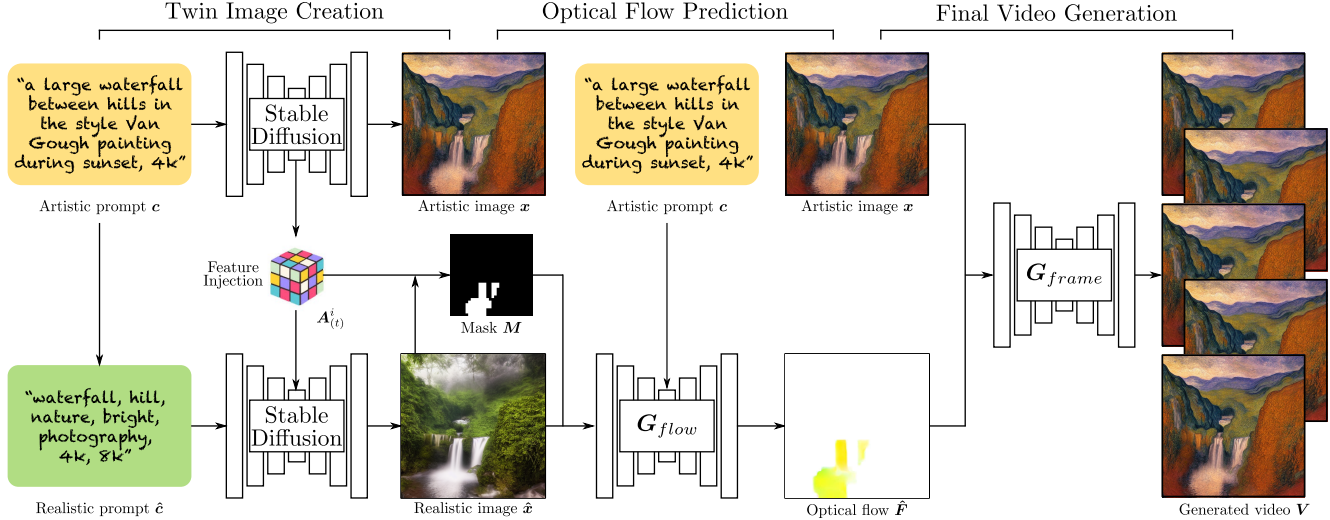 Twin Image Creation
Optical Flow Prediction
Final Video Generation
“a large waterfall
between hills in
the style Van
Gough painting
during sunset, 4k”
Artistic prompt c
Stable
Diffusion
Artistic image x
“a large waterfall
between hills in
the style Van
Gough painting
during sunset, 4k”
Artistic prompt c
Artistic image x
Feature
Injection
A^i_(t)
Mask M
G_frame
“waterfall, hill,
nature, bright,
photography,
4k, 8k”
Realistic prompt ĉ
Stable
Diffusion
Realistic image x̂
G_flow
Optical flow F̂
Generated video V